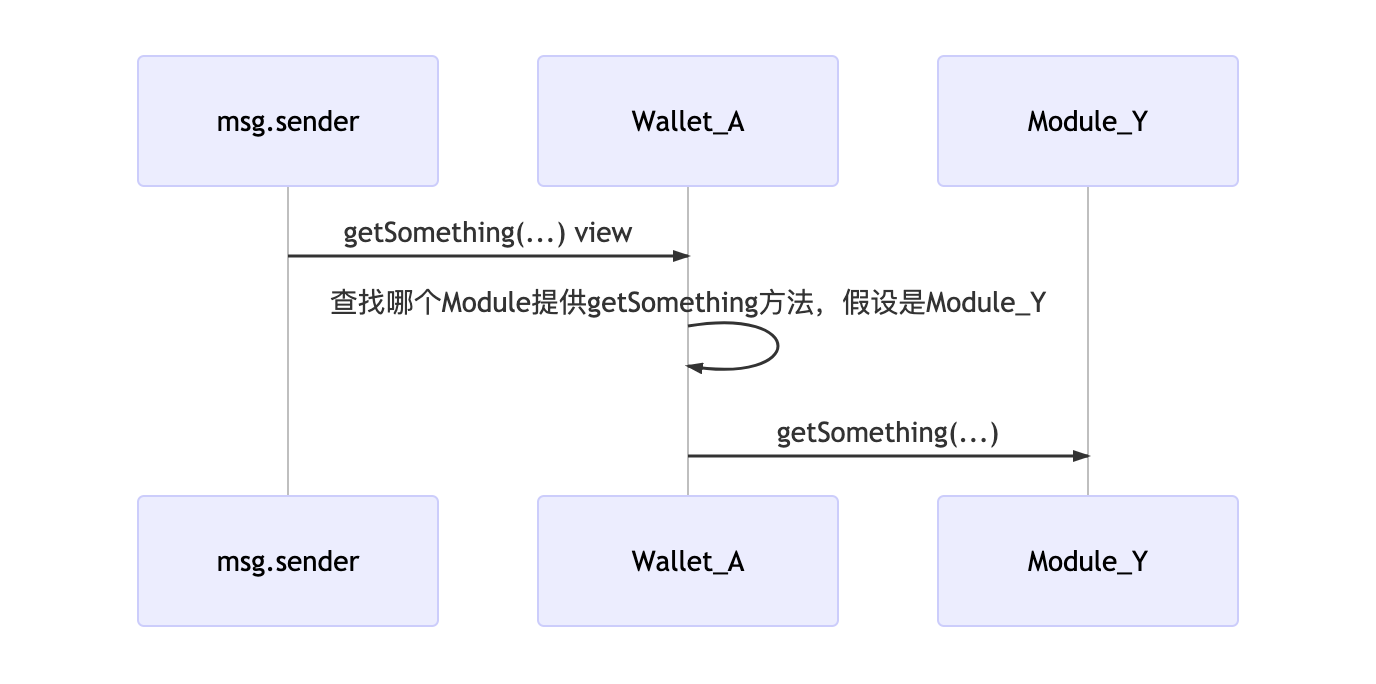 msg.sender
Wallet_A
Module_Y
getSomething(...) view
查找哪个Module提供getSomething方法，假设是Module_Y
getSomething(...)
msg.sender
Wallet_A
Module_Y